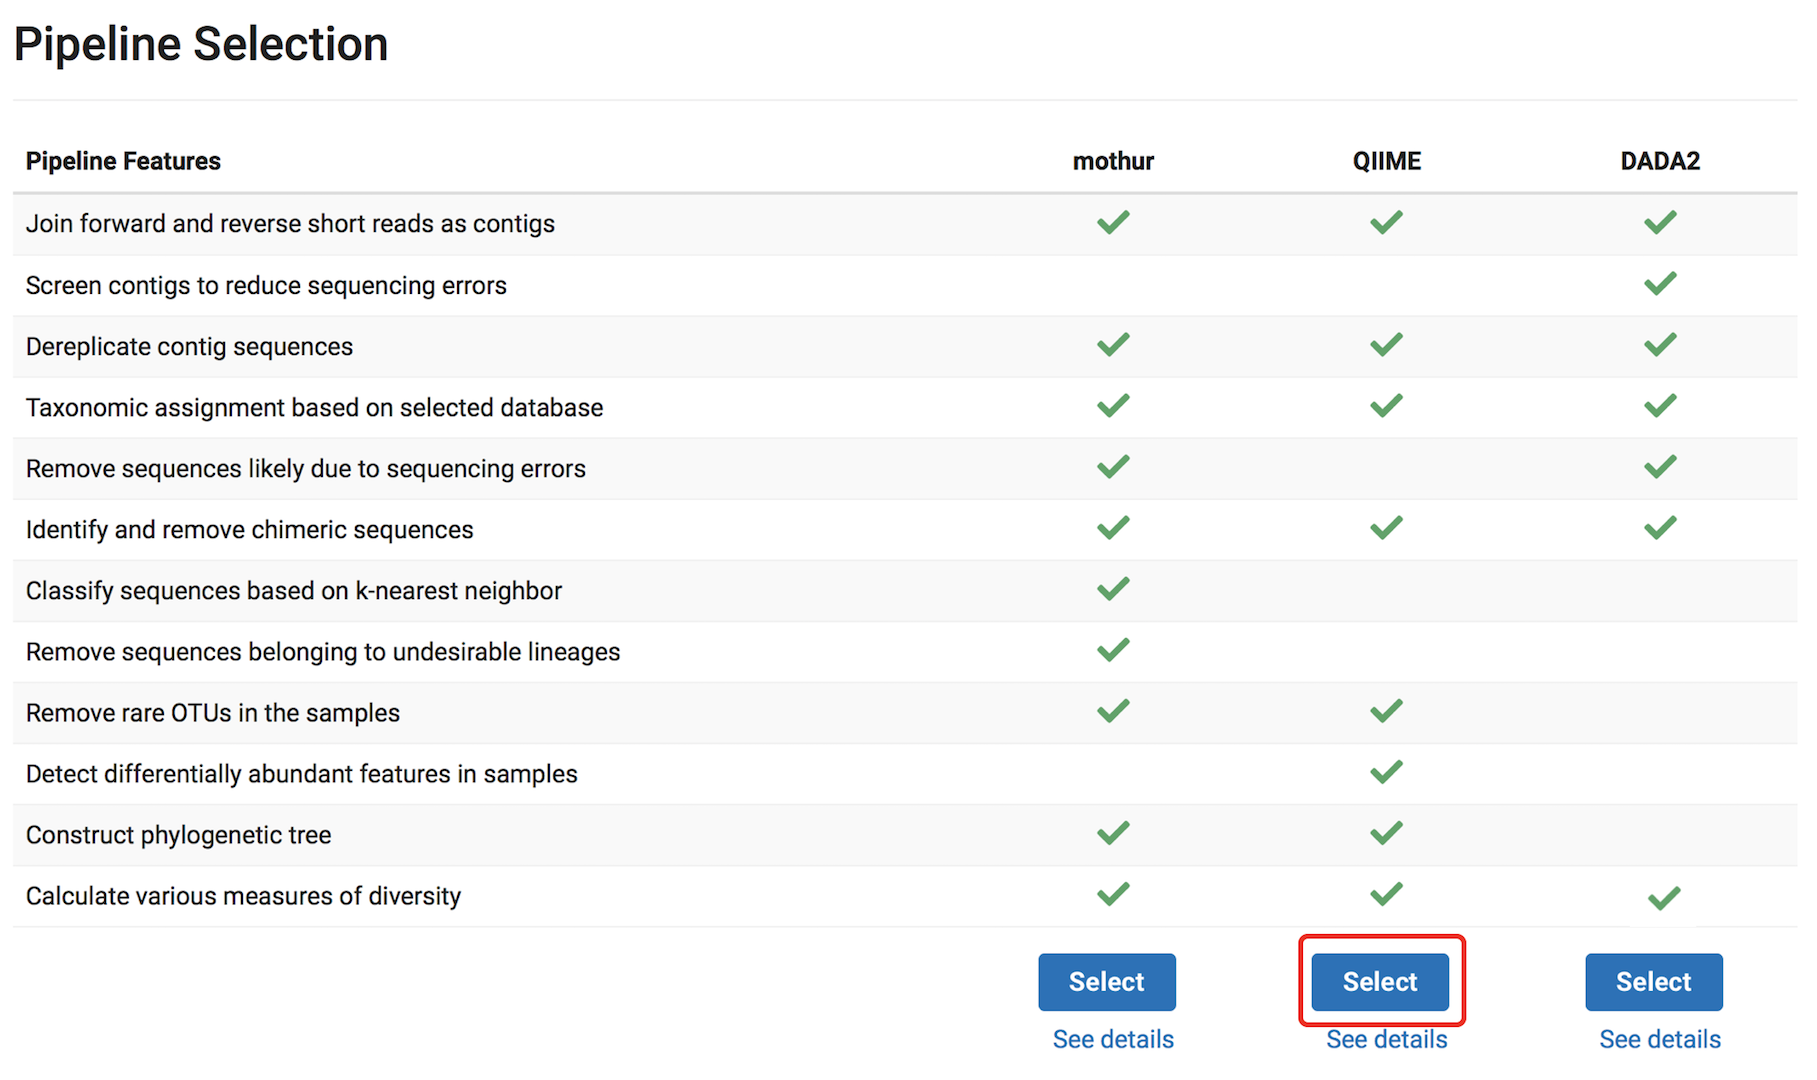 Pipeline Selection
Pipeline Features mothur QIIME DADA2
Join forward and reverse short reads as contigs
Screen contigs to reduce sequencing errors
Dereplicate contig sequences
Taxonomic assignment based on selected database
Remove sequences likely due to sequencing errors
Identify and remove chimeric sequences
Classify sequences based on k-nearest neighbor
Remove sequences belonging to undesirable lineages
Remove rare OTUs in the samples
Detect differentially abundant features in samples
Construct phylogenetic tree
Calculate various measures of diversity
Select Select Select
See details See details See details